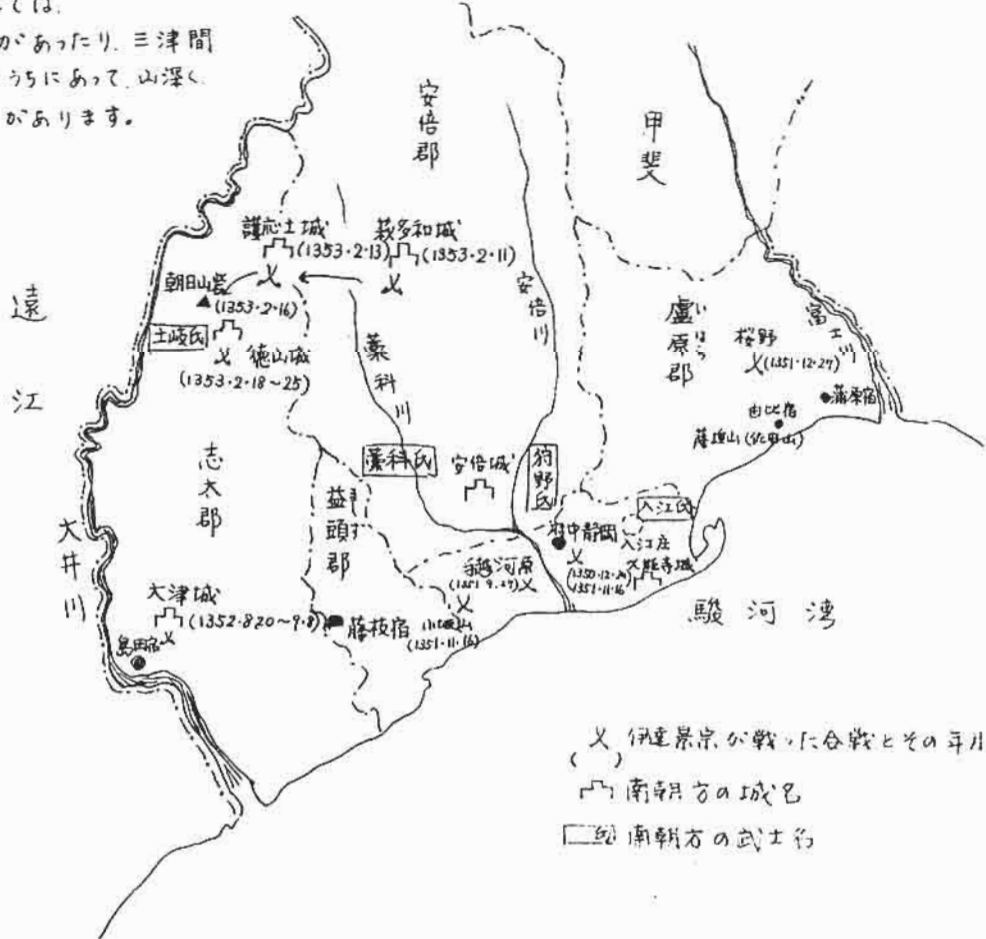 ては、
があったり、三津間
うちにあって、山深く、
があります。
安倍郡
甲斐
護応土城
(1353・2・13)
萩多和城
(1353・2・11)
朝日山砦
(1353・2・16)
土岐氏
徳山城
(1353・2・18~25)
遠江
大井川
志太郡
益頭郡
藁科川
安倍川
藁科氏
安倍城
狩野氏
盧原郡
いはら
桜野
(1351・12・27)
富士川
蒲原宿
由比宿
薩埵山
入江氏
府中静岡
入江庄
1351・11・16
手越河原
(1351・9・27)
(1351・11・16)
大津城
(1352・8・20~9・8)
島田宿
藤枝宿
駿河湾
伊達景宗が戦った合戦とその年月
南朝方の城名
氏 南朝方の武士名